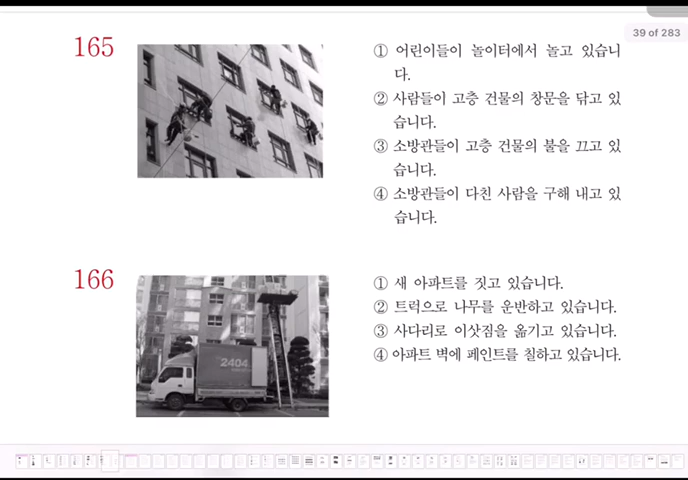 39 of 283
165
① 어린이들이 놀이터에서 놀고 있습니
다.
② 사람들이 고층 건물의 창문을 닦고 있
습니다.
③ 소방관들이 고층 건물의 불을 끄고 있
습니다.
④ 소방관들이 다친 사람을 구해 내고 있
습니다.
166
2404
① 새 아파트를 짓고 있습니다.
② 트럭으로 나무를 운반하고 있습니다.
③ 사다리로 이삿짐을 옮기고 있습니다.
④ 아파트 벽에 페인트를 칠하고 있습니다.